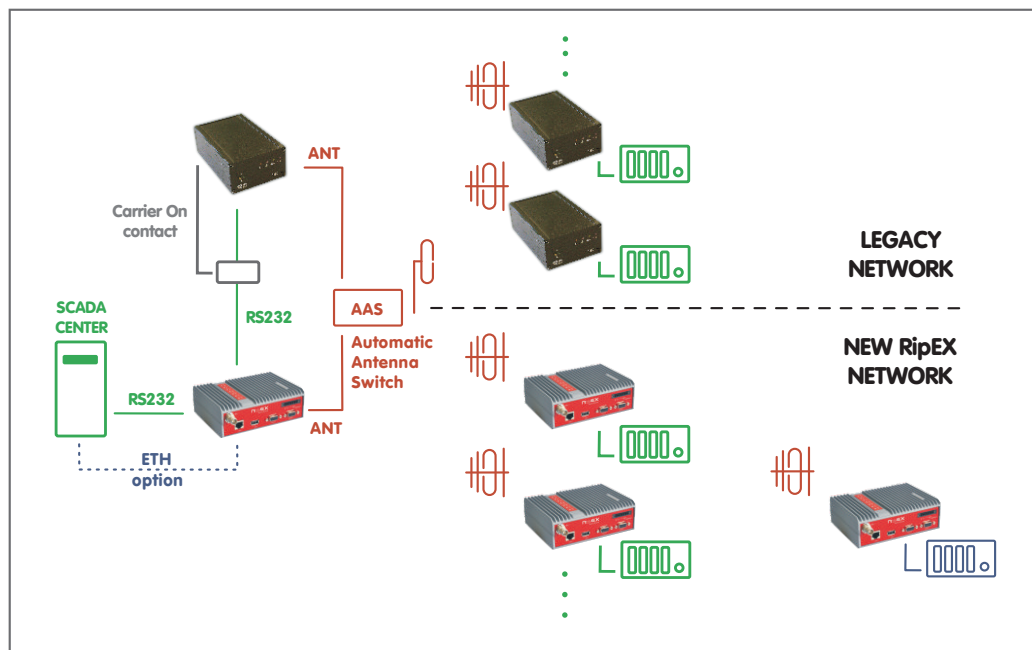 ANT
Carrier On
contact
LEGACY
NETWORK
SCADA
CENTER
RS232
AAS
Automatic
Antenna
Switch
NEW RipEX
NETWORK
RS232
ANT
ETH
option